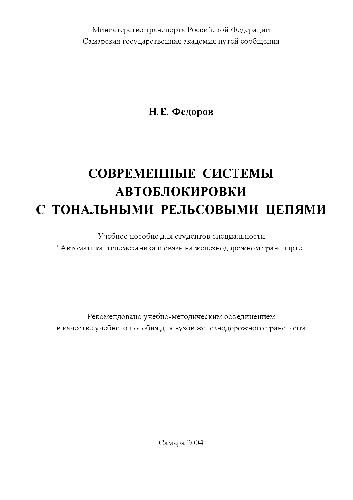 Министерство транспорта Российской Федерации
Самарская государственная академия путей сообщения
Н. Е. Федоров
СОВРЕМЕННЫЕ СИСТЕМЫ
АВТОБЛОКИРОВКИ
С ТОНАЛЬНЫМИ РЕЛЬСОВЫМИ ЦЕПЯМИ
Учебное пособие для студентов специальности
"Автоматика, телемеханика и связь на железнодорожном транспорте
Рекомендовано учебно-методическим объединением
в качестве учебного пособия для вузов железнодорожного транспорта
Самара 2004